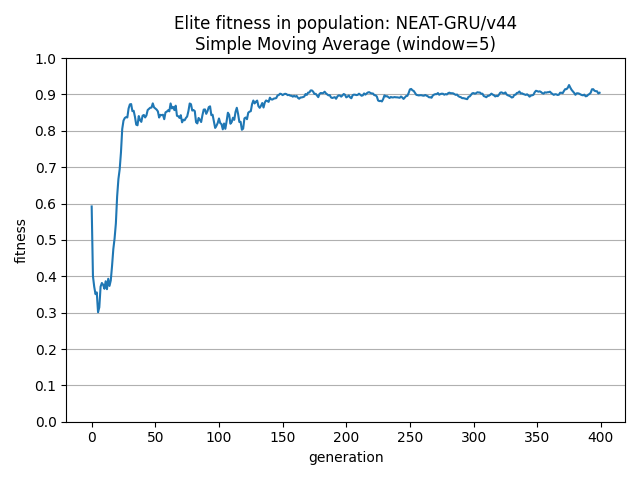 Elite fitness in population: NEAT-GRU/v44
Simple Moving Average (window=5)
1.0
0.9
0.8
0.7
0.6
0.5
0.4
0.3
0.2
0.1
0.0
fitness
0 50 100 150 200 250 300 350 400
generation